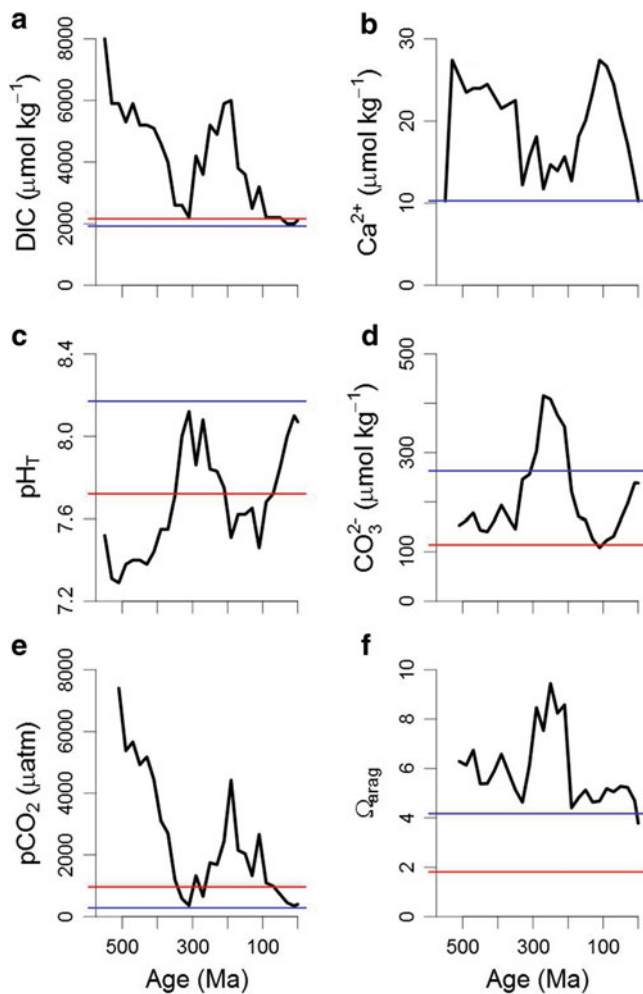 a
DIC (μmol kg⁻¹)
8000
6000
4000
2000
0
b
Ca²⁺ (μmol kg⁻¹)
30
20
10
0
c
pH_T
8.4
8.0
7.6
7.2
d
CO₃²⁻ (μmol kg⁻¹)
500
300
100
0
e
pCO₂ (μatm)
8000
6000
4000
2000
0
500
300
100
Age (Ma)
f
Ω_arag
10
8
6
4
2
0
500
300
100
Age (Ma)